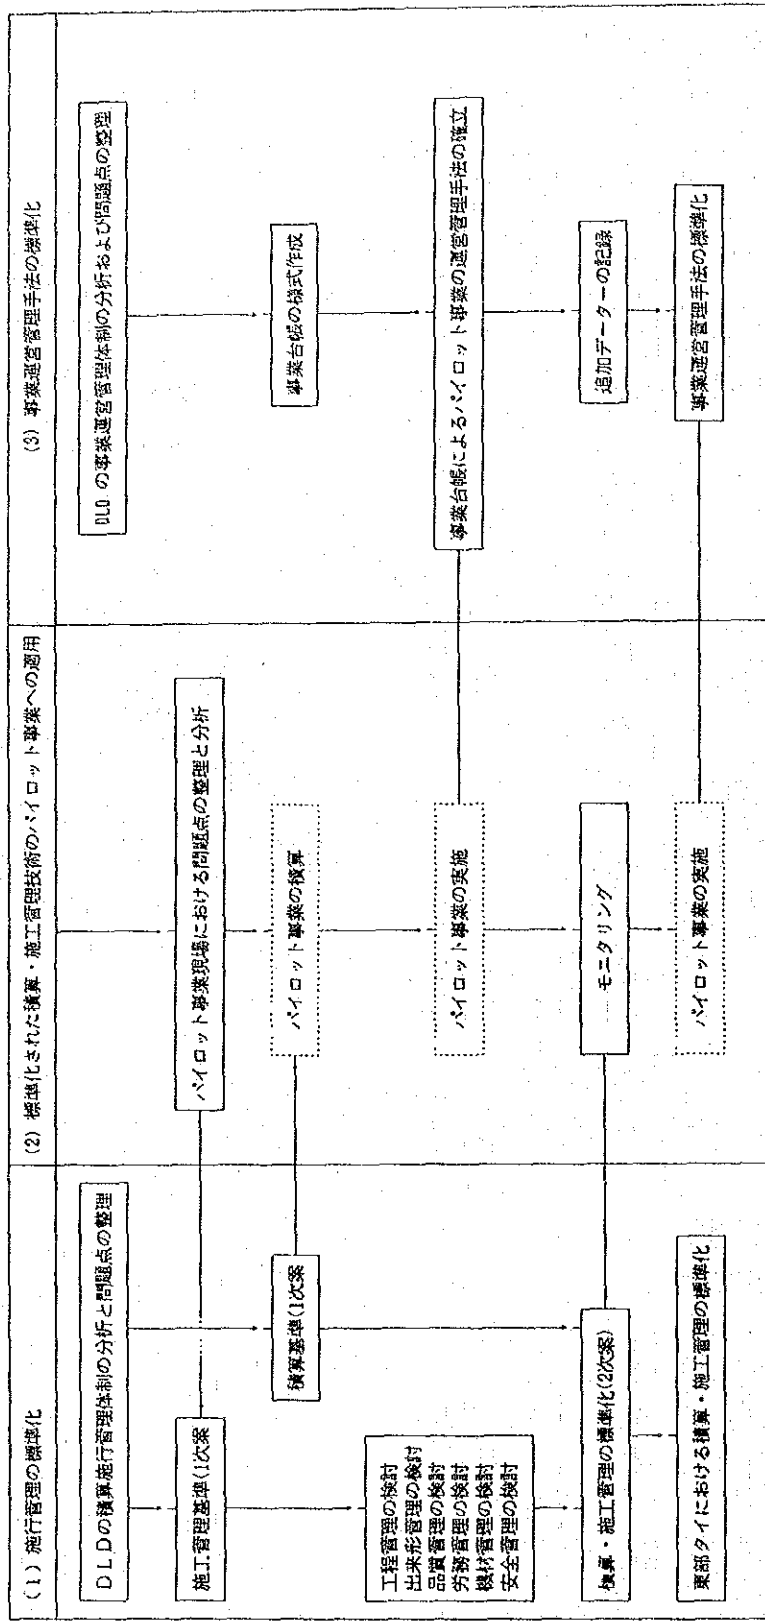 (1) 施行管理の標準化
DLDの積算施行管理体制の分析と問題点の整理
施工管理基準(1次案)
積算基準(1次案)
工程管理の検討
出来形管理の検討
品質管理の検討
労務管理の検討
機材管理の検討
安全管理の検討
積算・施工管理の標準化(2次案)
東部タイにおける積算・施工管理の標準化
(2) 標準化された積算・施工管理技術のパイロット事業への適用
パイロット事業現場における問題点の整理と分析
パイロット事業の積算
パイロット事業の実施
モニタリング
パイロット事業の実施
(3) 事業運営管理手法の標準化
DLD の事業運営管理体制の分析および問題点の整理
事業台帳の様式作成
事業台帳によるパイロット事業の運営管理手法の確立
追加データーの記録
事業運営管理手法の標準化